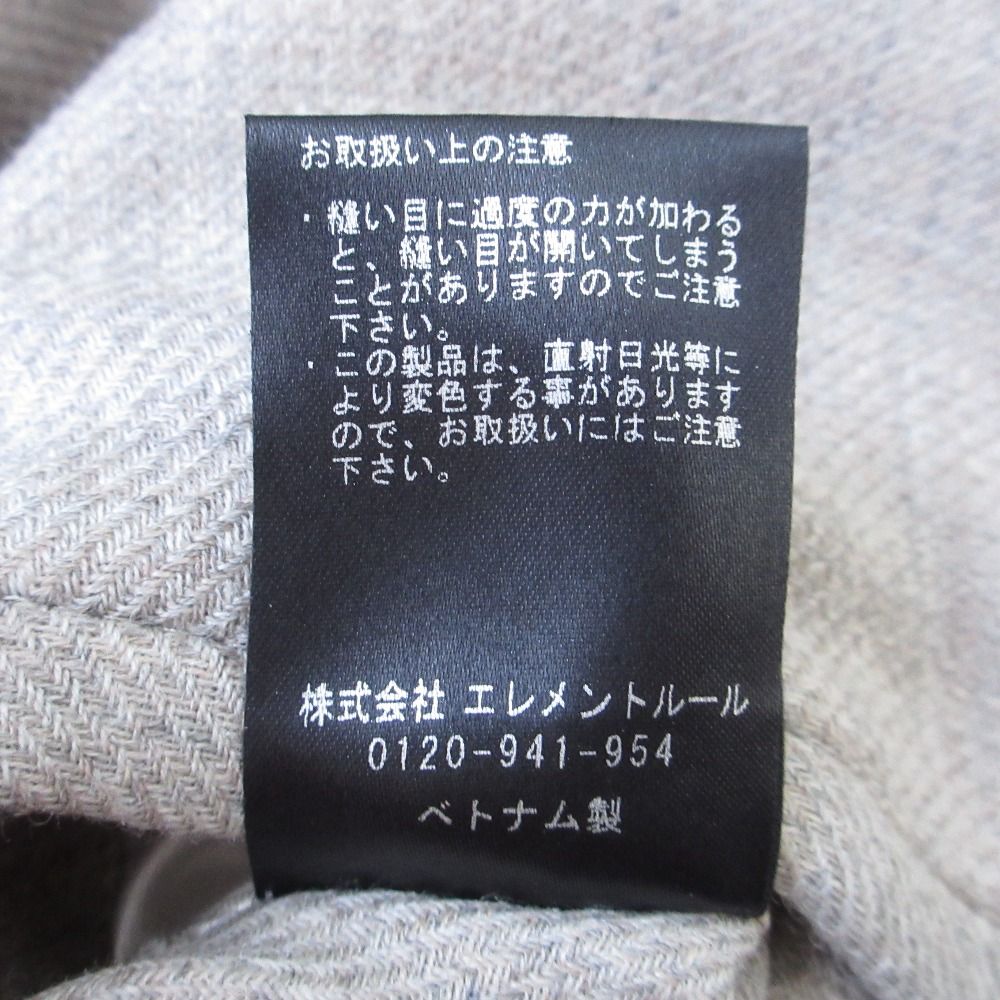 お取扱い上の注意
・縫い目に過度の力が加わる
と、縫い目が開いてしまう
ことがありますのでご注意
下さい。
・この製品は、直射日光等に
より変色する事があります
ので、お取扱いにはご注意
下さい。
株式会社 エレメントルール
0120-941-954
ベトナム製